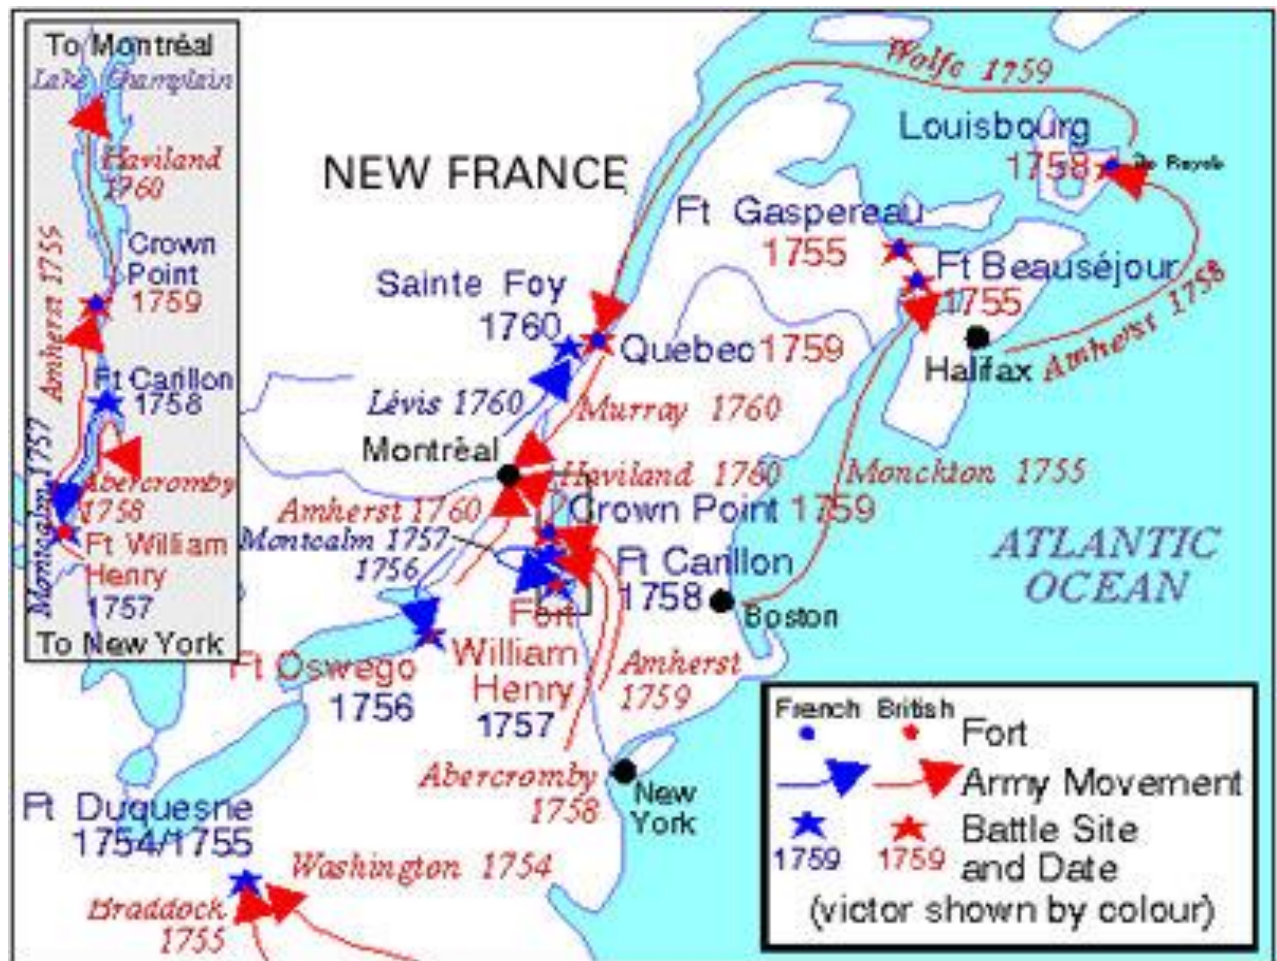 To Montréal
Lake Champlain
Haviland
1760
Crown
Point
1759
Amherst 1755
Ft Carillon
1758
Montcalm 1757
Abercromby
1758
Ft William
Henry
1757
To New York
NEW FRANCE
Wolfe 1759
Louisbourg
1758
Île Royale
Ft Gaspereau
1755
Ft Beauséjour
1755
Halifax
Amherst 1758
Sainte Foy
1760
Quebec 1759
Lévis 1760
Murray 1760
Montréal
Haviland 1760
Monckton 1755
Amherst 1760
Crown Point 1759
Montcalm 1757
1756
Ft Carillon
1758
Boston
ATLANTIC
OCEAN
Fort
William
Henry
1757
Ft Oswego
1756
Amherst
1759
Abercromby
1758
New
York
Ft Duquesne
1754/1755
Washington 1754
Braddock
1755
French British
Fort
Army Movement
Battle Site
and Date
1759 1759
(victor shown by colour)